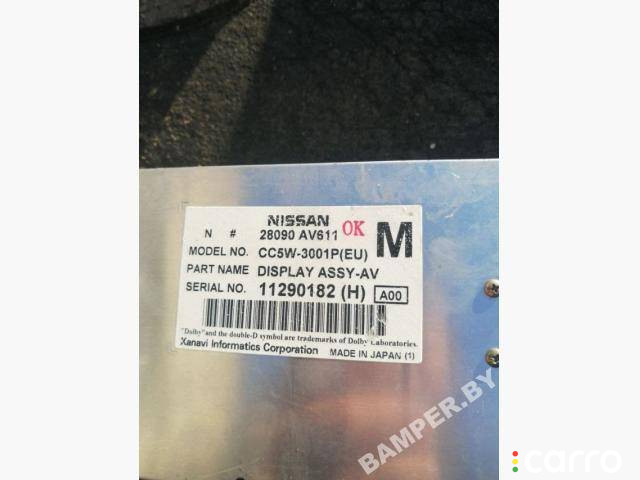 NISSAN
N # 28090 AV611 OK
M
MODEL NO. CC5W-3001P(EU)
PART NAME DISPLAY ASSY-AV
SERIAL NO. 11290182 (H) A00
"Dolby"and the double-D symbol are trademarks of Dolby Laboratories.
Xanavi Informatics Corporation MADE IN JAPAN (1)
BAMPER.BY
carro